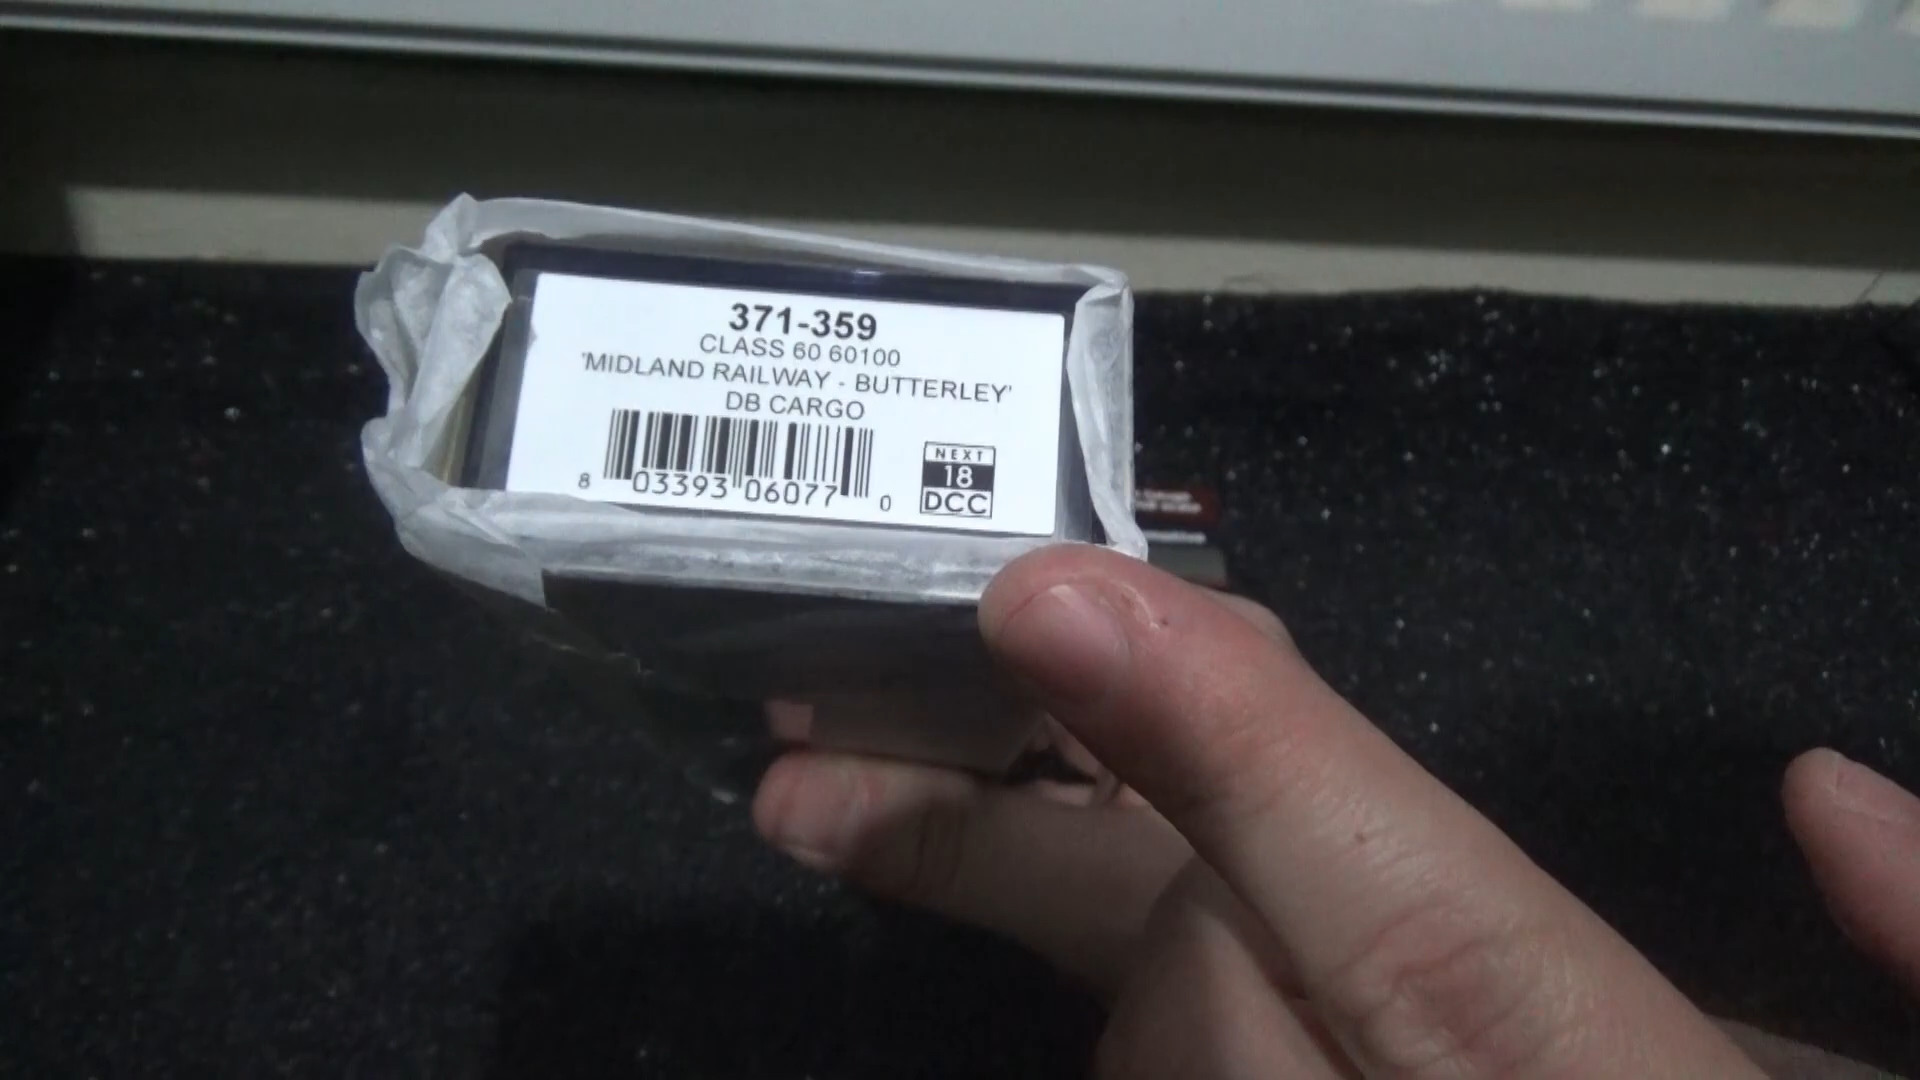 371-359
CLASS 60 60100
'MIDLAND RAILWAY - BUTTERLEY'
DB CARGO
8 03393 06077 0
NEXT
18
DCC